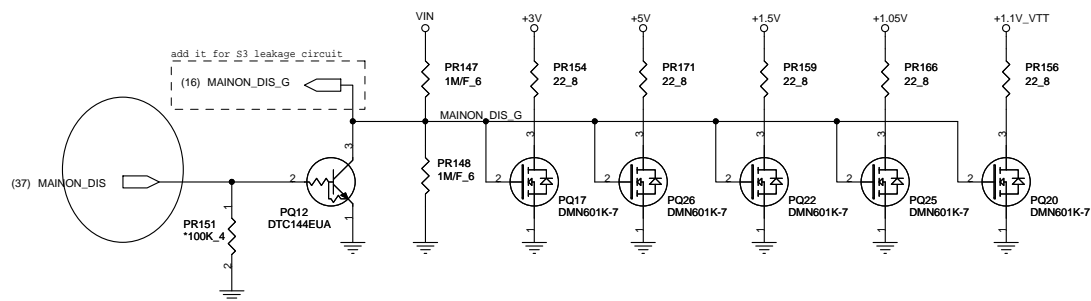 VIN
+3V
+5V
+1.5V
+1.05V
+1.1V_VTT
add it for S3 leakage circuit
(16) MAINON_DIS_G
PR147
1M/F_6
PR154
22_8
PR171
22_8
PR159
22_8
PR166
22_8
PR156
22_8
MAINON_DIS_G
3
3
3
3
3
3
(37) MAINON_DIS
2
PR148
1M/F_6
2
2
2
2
2
1
PR151
*100K_4
2
PQ12
DTC144EUA
1
PQ17
DMN601K-7
1
PQ26
DMN601K-7
1
PQ22
DMN601K-7
1
PQ25
DMN601K-7
1
PQ20
DMN601K-7
1